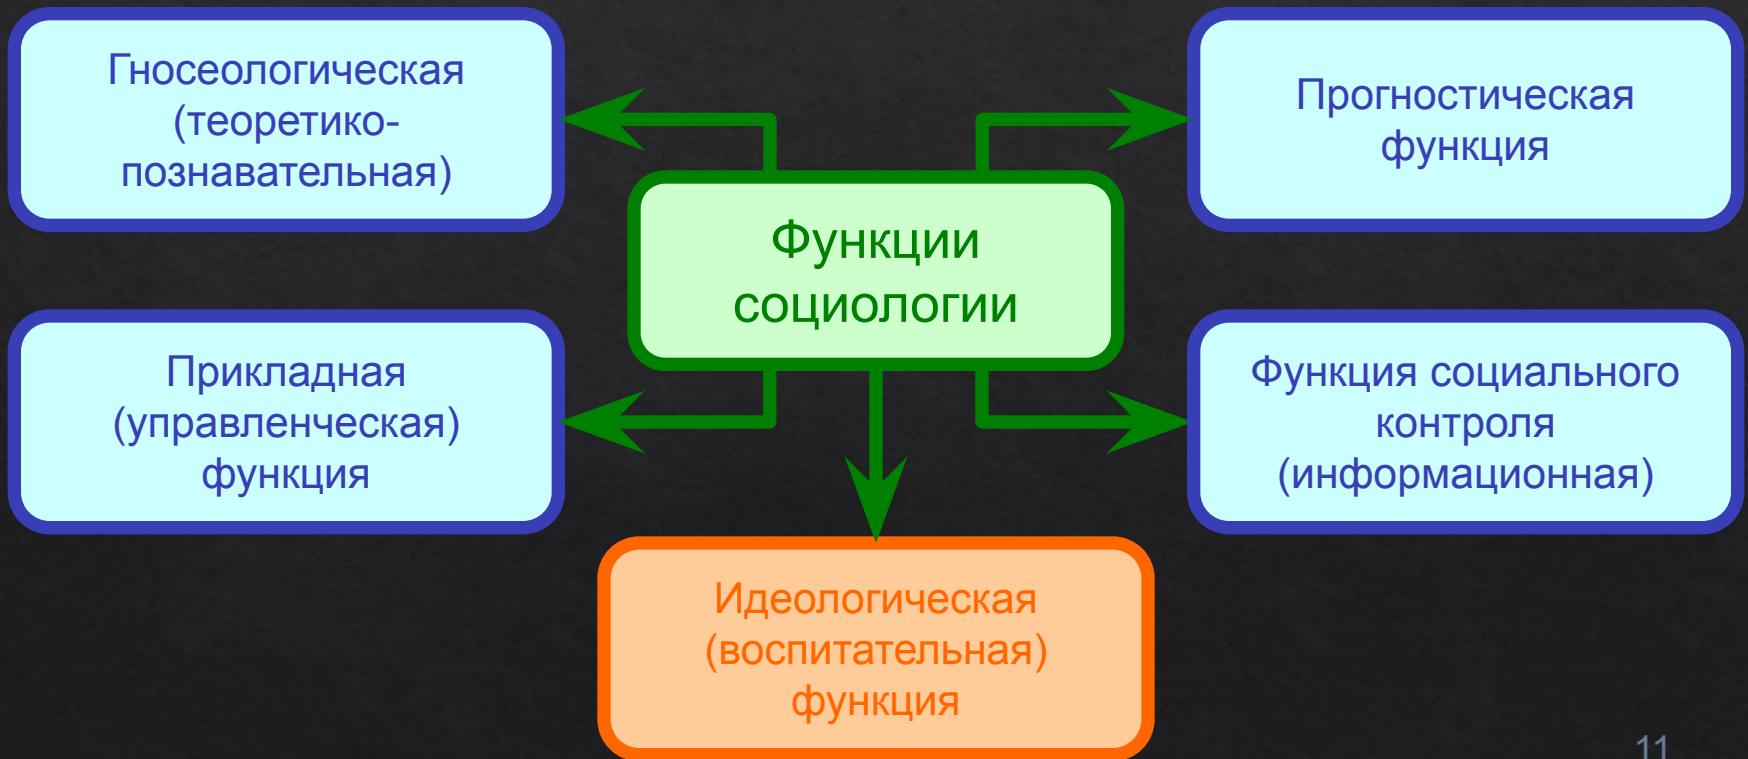 Гносеологическая
(теоретико-
познавательная)
Прогностическая
функция
Функции
социологии
Прикладная
(управленческая)
функция
Функция социального
контроля
(информационная)
Идеологическая
(воспитательная)
функция
11